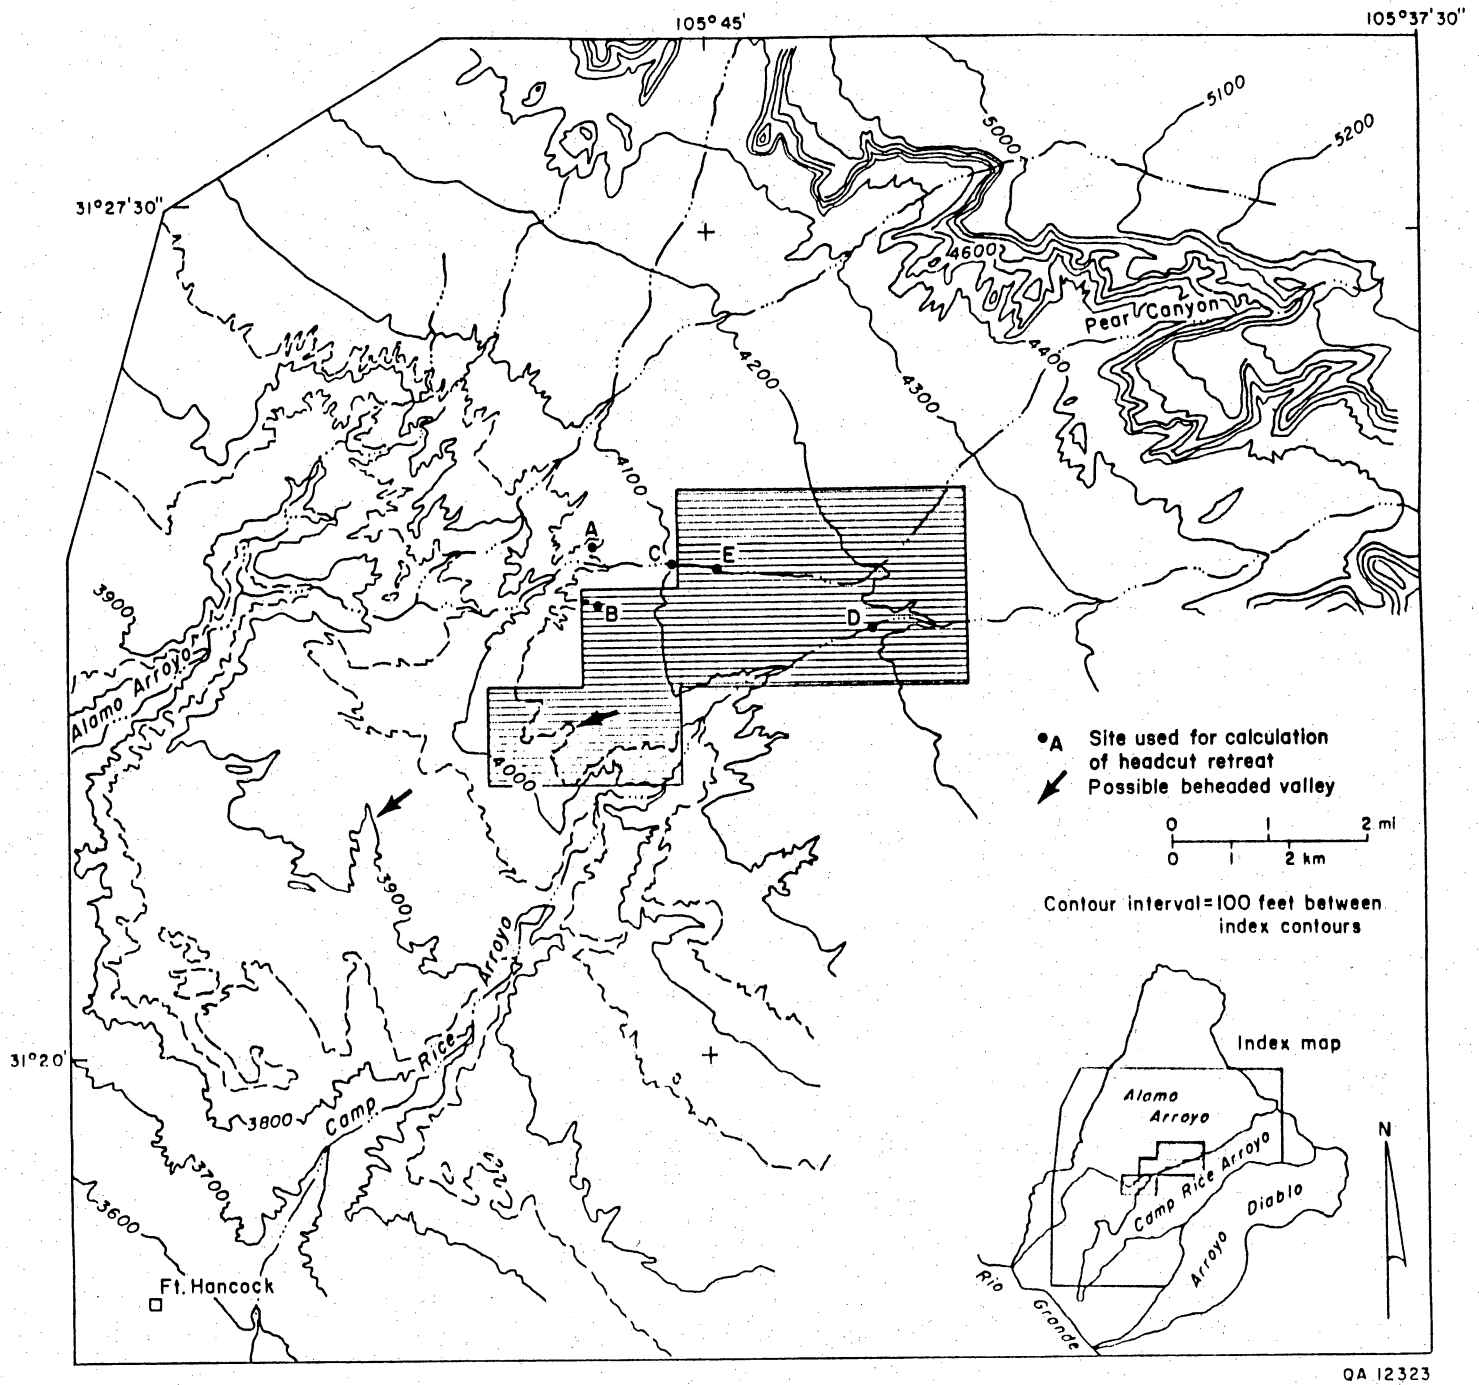 105°45'
105°37'30"
5100
5000
5200
31°27'30"
4600
Pear Canyon
4400
4200
4300
4100
A
C
E
3900
B
D
Alamo Arroyo
4000
●A Site used for calculation
of headcut retreat
Possible beheaded valley
0 1 2 mi
0 1 2 km
3900
Contour interval=100 feet between
index contours
Camp Rice Arroyo
31°20'
Index map
Alamo
Arroyo
Camp Rice Arroyo
Arroyo Diablo
Rio Grande
N
3800
3700
3600
Ft. Hancock
QA 12323